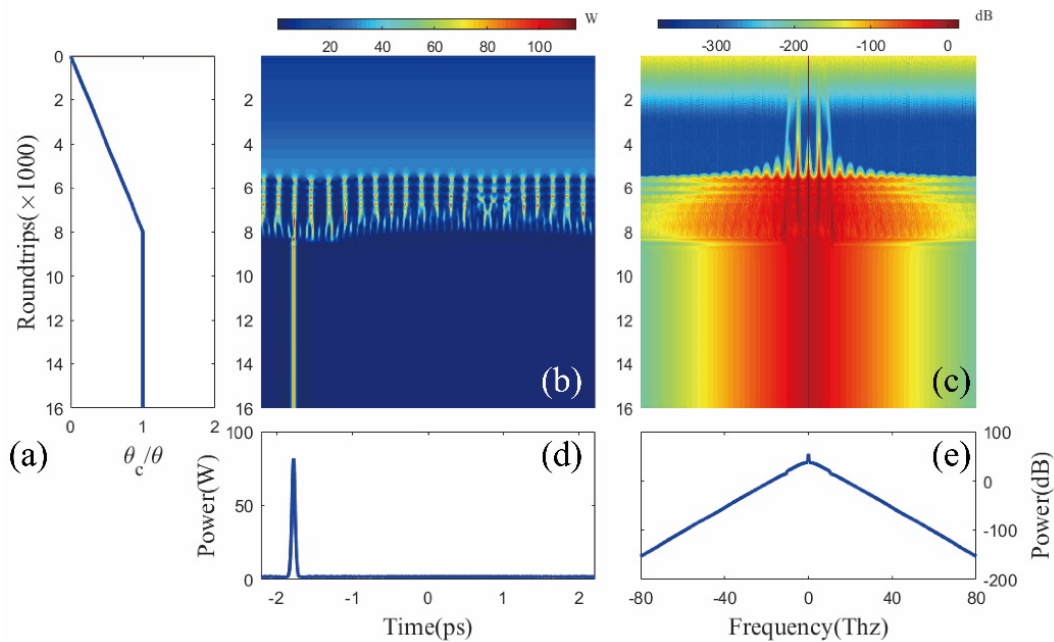 W
20 40 60 80 100
dB
-300 -200 -100 0
0
2
4
6
8
10
12
14
16
Roundtrips(×1000)
0 1 2
θc/θ
(a)
2
4
6
8
10
12
14
16
(b)
2
4
6
8
10
12
14
16
(c)
100
50
0
Power(W)
(d)
-2 -1 0 1 2
Time(ps)
(e)
100
0
-100
-200
Power(dB)
-80 -40 0 40 80
Frequency(Thz)